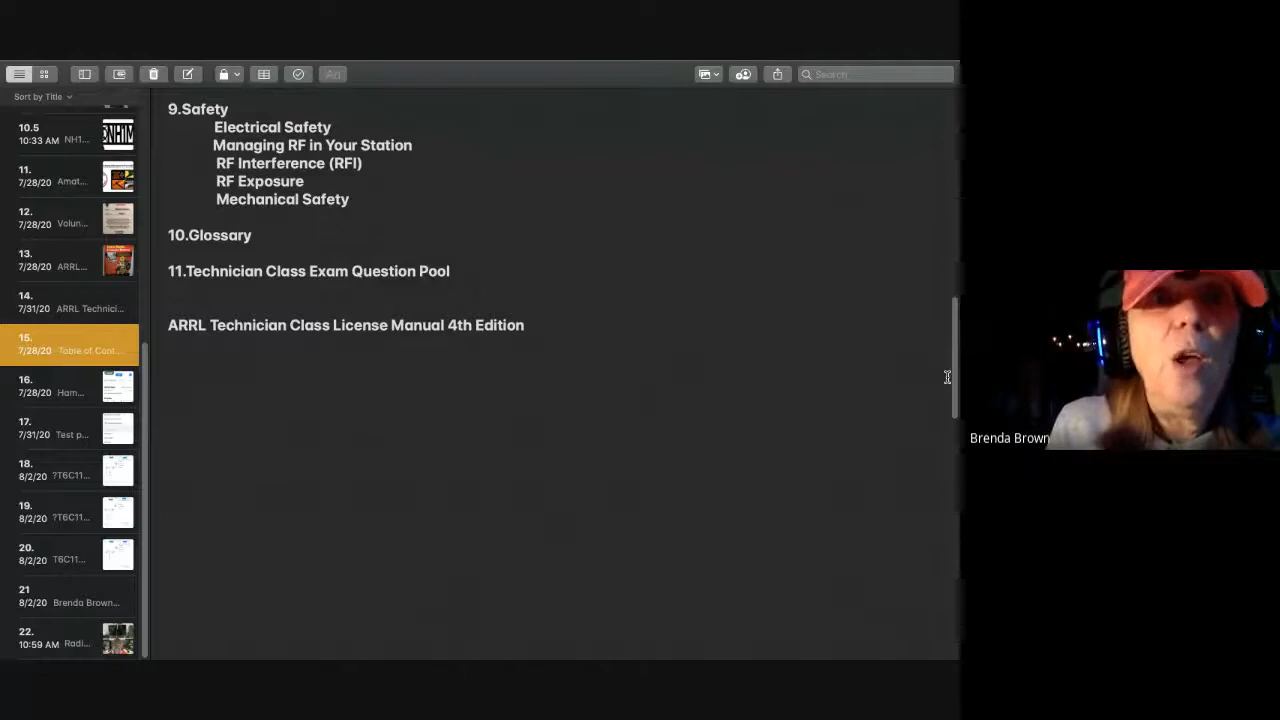 Search
Sort by Title
10.5
10:33 AM NH1...
11.
7/28/20 Amat...
12.
7/28/20 Volun...
13.
7/28/20 ARRL...
14.
7/31/20 ARRL Technici...
15.
7/28/20 Table of Cont...
16.
7/28/20 Ham...
17.
7/31/20 Test p...
18.
8/2/20 ?T6C11...
19.
8/2/20 ?T6C11...
20.
8/2/20 T6C11...
21
8/2/20 Brenda Brown...
22.
10:59 AM Radi...
9.Safety
Electrical Safety
Managing RF in Your Station
RF Interference (RFI)
RF Exposure
Mechanical Safety
10.Glossary
11.Technician Class Exam Question Pool
ARRL Technician Class License Manual 4th Edition
Brenda Brown